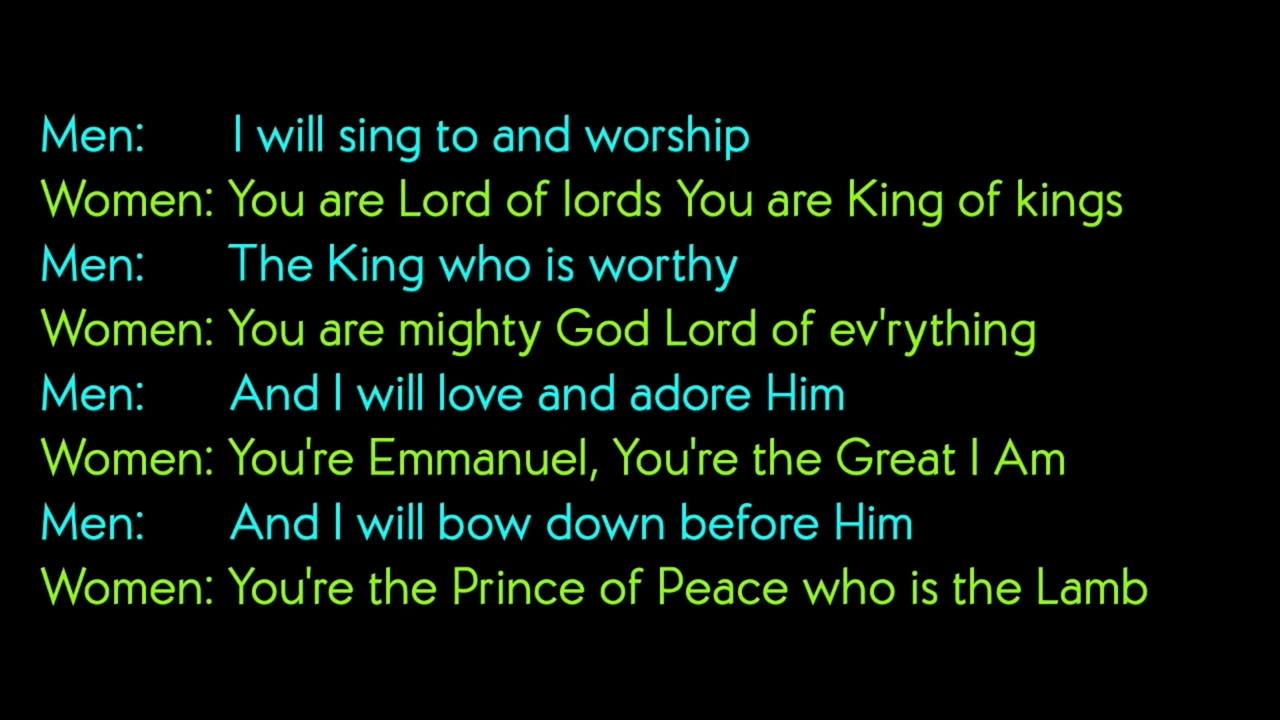 Men: I will sing to and worship
Women: You are Lord of lords You are King of kings
Men: The King who is worthy
Women: You are mighty God Lord of ev'rything
Men: And I will love and adore Him
Women: You're Emmanuel, You're the Great I Am
Men: And I will bow down before Him
Women: You're the Prince of Peace who is the Lamb